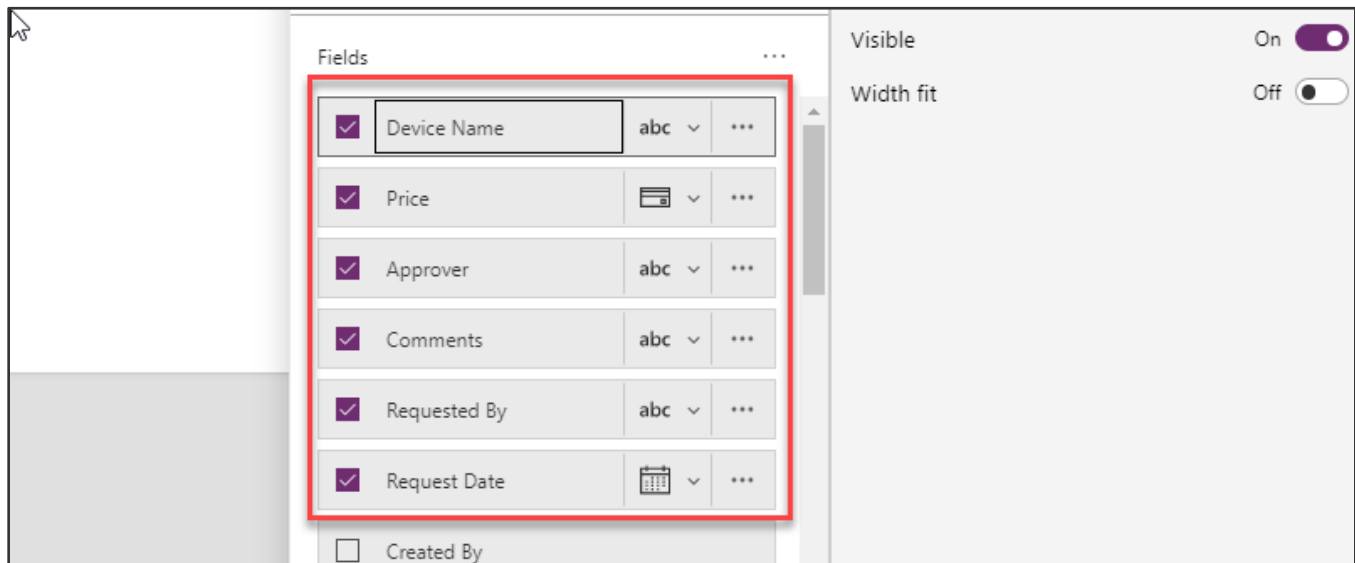 Fields
Device Name abc
Price
Approver abc
Comments abc
Requested By abc
Request Date
Created By
Visible On
Width fit Off